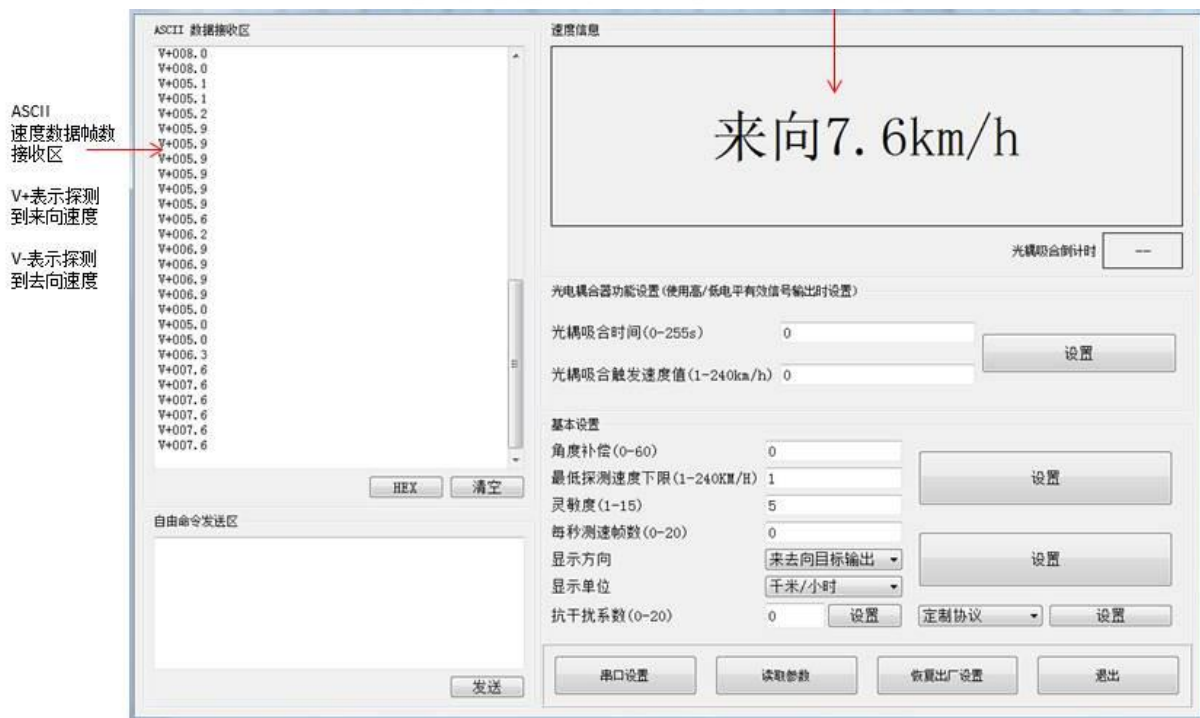 ASCII
速度数据帧数
接收区
V+表示探测
到来向速度
V-表示探测
到去向速度
ASCII 数据接收区
V+008.0
V+008.0
V+005.1
V+005.1
V+005.2
V+005.9
V+005.9
V+005.9
V+005.9
V+005.9
V+005.9
V+005.6
V+006.2
V+006.9
V+006.9
V+006.9
V+006.9
V+005.0
V+005.0
V+005.0
V+006.3
V+007.6
V+007.6
V+007.6
V+007.6
V+007.6
V+007.6
HEX 清空
自由命令发送区
发送
速度信息
来向7.6km/h
光耦吸合倒计时 --
光电耦合器功能设置(使用高/低电平有效信号输出时设置)
光耦吸合时间(0-255s) 0
设置
光耦吸合触发速度值(1-240km/h) 0
基本设置
角度补偿(0-60) 0
最低探测速度下限(1-240KM/H) 1
设置
灵敏度(1-15) 5
每秒测速帧数(0-20) 0
显示方向 来去向目标输出
设置
显示单位 千米/小时
抗干扰系数(0-20) 0 设置 定制协议 设置
串口设置 读取参数 恢复出厂设置 退出